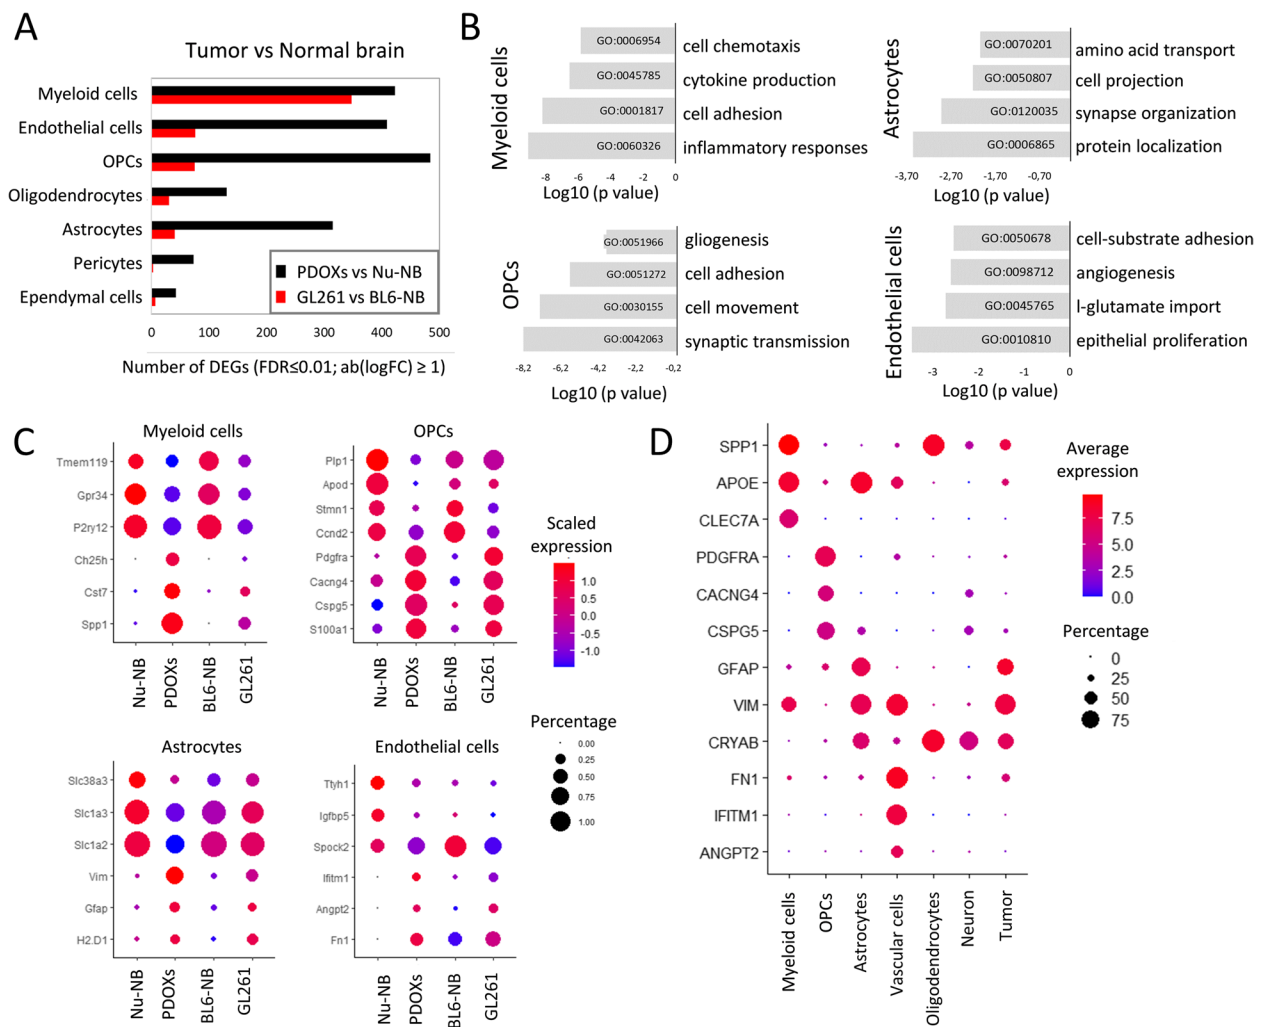 A
Tumor vs Normal brain
Myeloid cells
Endothelial cells
OPCs
Oligodendrocytes
Astrocytes
Pericytes
Ependymal cells
PDOXs vs Nu-NB
GL261 vs BL6-NB
0 100 200 300 400 500
Number of DEGs (FDR≤0.01; ab(logFC) ≥ 1)
B
Myeloid cells
GO:0006954 cell chemotaxis
GO:0045785 cytokine production
GO:0001817 cell adhesion
GO:0060326 inflammatory responses
-8 -6 -4 -2 0
Log10 (p value)
Astrocytes
GO:0070201 amino acid transport
GO:0050807 cell projection
GO:0120035 synapse organization
GO:0006865 protein localization
-3,70 -2,70 -1,70 -0,70
Log10 (p value)
OPCs
GO:0051966 gliogenesis
GO:0051272 cell adhesion
GO:0030155 cell movement
GO:0042063 synaptic transmission
-8,2 -6,2 -4,2 -2,2 -0,2
Log10 (p value)
Endothelial cells
GO:0050678 cell-substrate adhesion
GO:0098712 angiogenesis
GO:0045765 l-glutamate import
GO:0010810 epithelial proliferation
-3 -2 -1 0
Log10 (p value)
C
Myeloid cells
Tmem119
Gpr34
P2ry12
Ch25h
Cst7
Spp1
Nu-NB
PDOXs
BL6-NB
GL261
OPCs
Plp1
Apod
Stmn1
Ccnd2
Pdgfra
Cacng4
Cspg5
S100a1
Nu-NB
PDOXs
BL6-NB
GL261
Scaled
expression
1.0
0.5
0.0
-0.5
-1.0
Astrocytes
Slc38a3
Slc1a3
Slc1a2
Vim
Gfap
H2.D1
Nu-NB
PDOXs
BL6-NB
GL261
Endothelial cells
Ttyh1
Igfbp5
Spock2
Ifitm1
Angpt2
Fn1
Nu-NB
PDOXs
BL6-NB
GL261
Percentage
0.00
0.25
0.50
0.75
1.00
D
SPP1
APOE
CLEC7A
PDGFRA
CACNG4
CSPG5
GFAP
VIM
CRYAB
FN1
IFITM1
ANGPT2
Myeloid cells
OPCs
Astrocytes
Vascular cells
Oligodendrocytes
Neuron
Tumor
Average
expression
7.5
5.0
2.5
0.0
Percentage
0
25
50
75